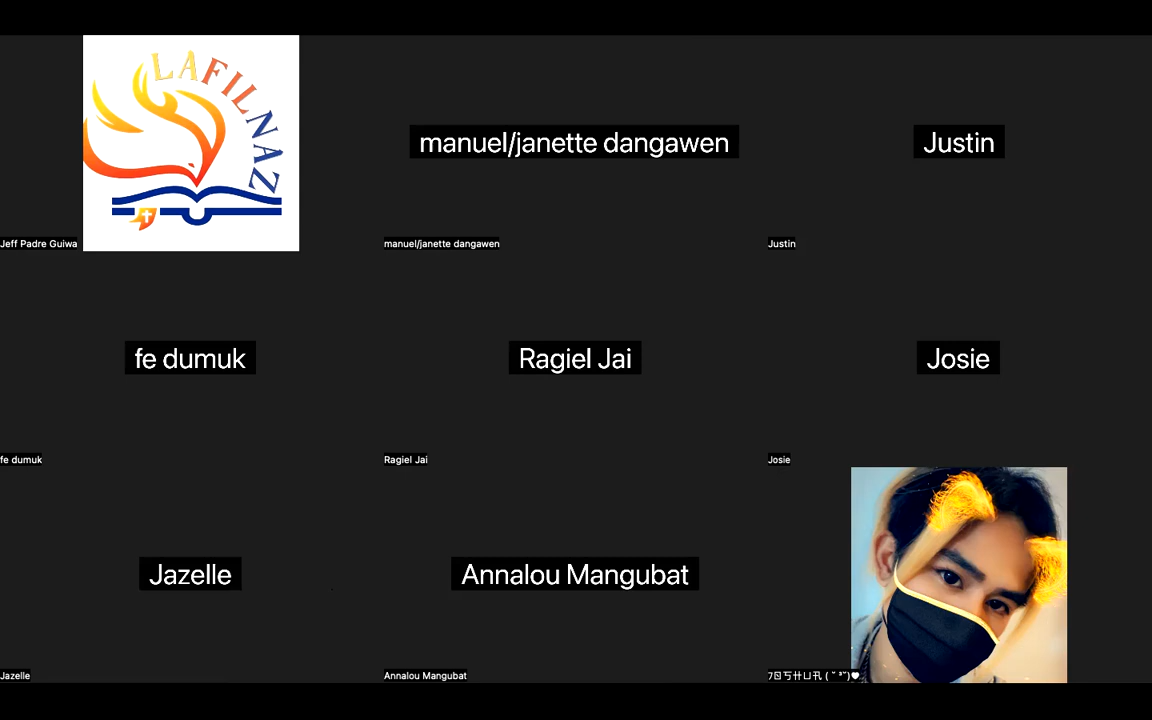 LAFILNAZ
manuel/janette dangawen
Justin
Jeff Padre Guiwa
manuel/janette dangawen
Justin
fe dumuk
Ragiel Jai
Josie
fe dumuk
Ragiel Jai
Josie
Jazelle
Annalou Mangubat
Jazelle
Annalou Mangubat